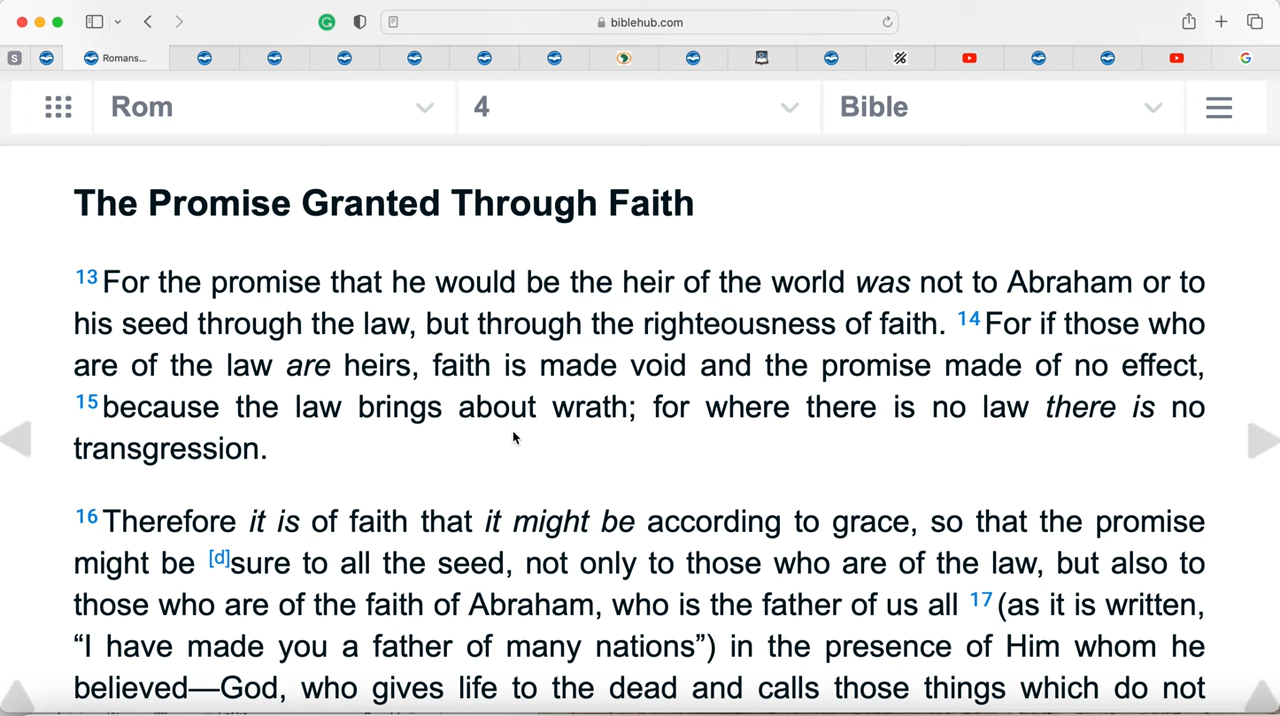 biblehub.com
S Romans...
Rom 4 Bible
The Promise Granted Through Faith
13 For the promise that he would be the heir of the world was not to Abraham or to
his seed through the law, but through the righteousness of faith. 14 For if those who
are of the law are heirs, faith is made void and the promise made of no effect,
15 because the law brings about wrath; for where there is no law there is no
transgression.
16 Therefore it is of faith that it might be according to grace, so that the promise
might be [d]sure to all the seed, not only to those who are of the law, but also to
those who are of the faith of Abraham, who is the father of us all 17 (as it is written,
“I have made you a father of many nations”) in the presence of Him whom he
believed—God, who gives life to the dead and calls those things which do not